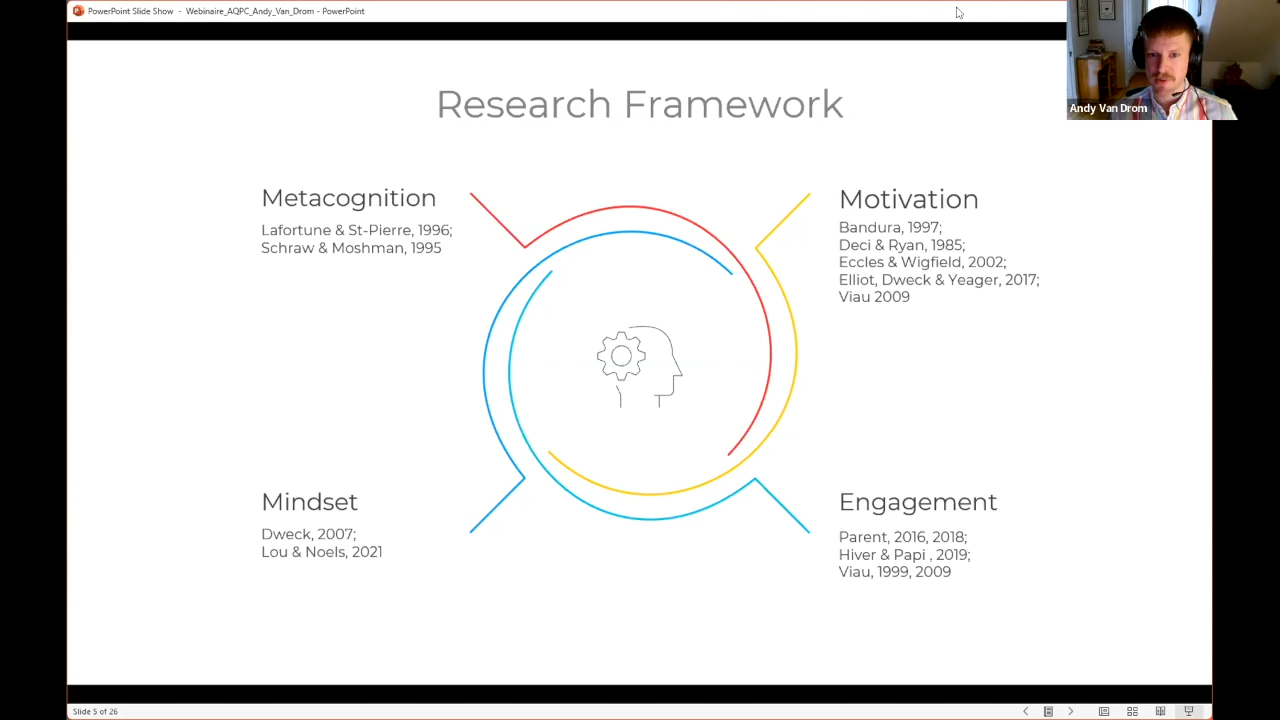 PowerPoint Slide Show - Webinaire_AQPC_Andy_Van_Drom - PowerPoint
Andy Van Drom
Research Framework
Metacognition
Lafortune & St-Pierre, 1996;
Schraw & Moshman, 1995
Motivation
Bandura, 1997;
Deci & Ryan, 1985;
Eccles & Wigfield, 2002;
Elliot, Dweck & Yeager, 2017;
Viau 2009
Mindset
Dweck, 2007;
Lou & Noels, 2021
Engagement
Parent, 2016, 2018;
Hiver & Papi , 2019;
Viau, 1999, 2009
Slide 5 of 26